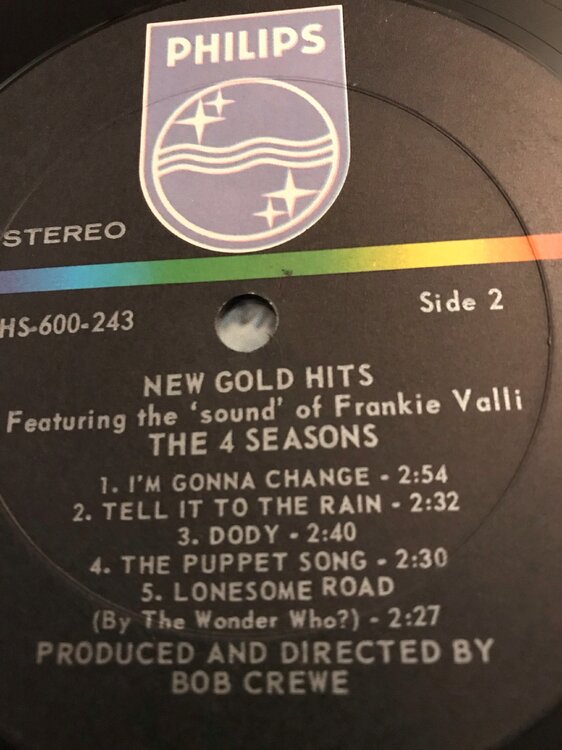 PHILIPS
STEREO
HS-600-243
Side 2
NEW GOLD HITS
Featuring the 'sound' of Frankie Valli
THE 4 SEASONS
1. I'M GONNA CHANGE - 2:54
2. TELL IT TO THE RAIN - 2:32
3. DODY - 2:40
4. THE PUPPET SONG - 2:30
5. LONESOME ROAD
(By The Wonder Who?) - 2:27
PRODUCED AND DIRECTED BY
BOB CREWE